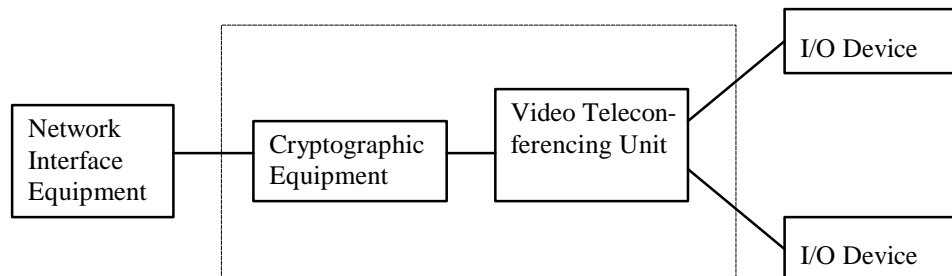 I/O Device
Network
Interface
Equipment
Cryptographic
Equipment
Video Telecon-
ferencing Unit
I/O Device